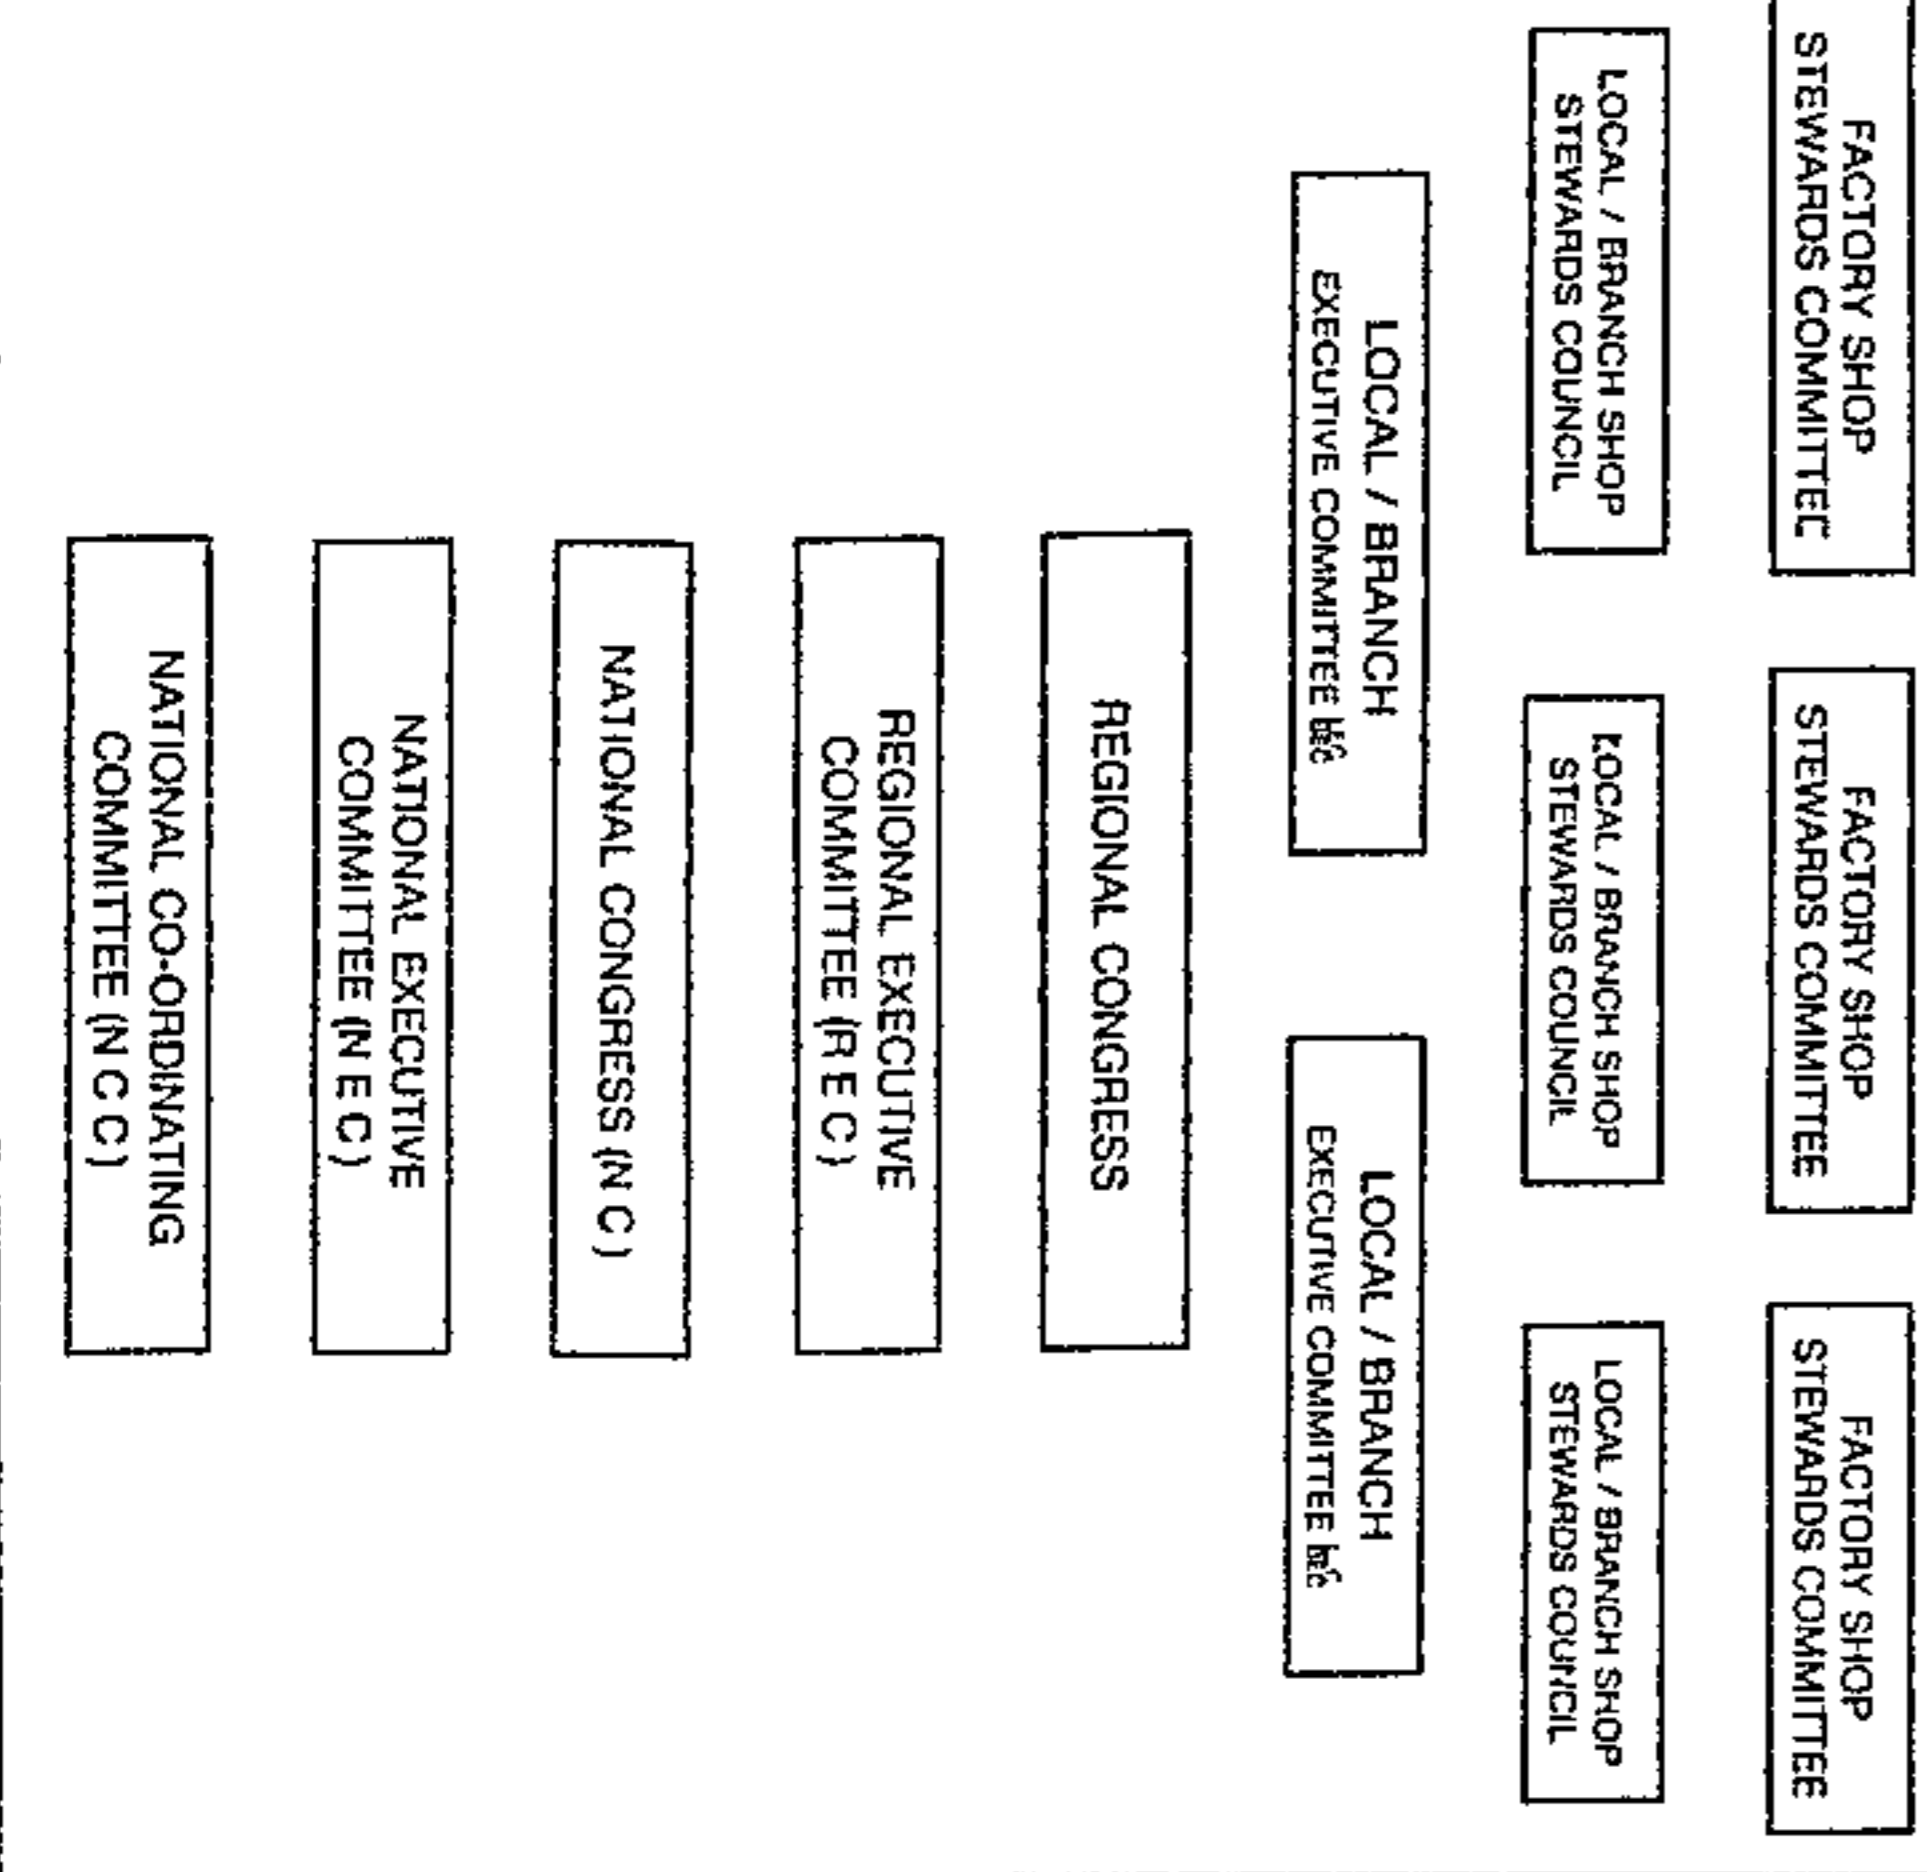 FACTORY SHOP
STEWARDS COMMITTEE
FACTORY SHOP
STEWARDS COMMITTEE
FACTORY SHOP
STEWARDS COMMITTEE
LOCAL / BRANCH SHOP
STEWARDS COUNCIL
LOCAL / BRANCH SHOP
STEWARDS COUNCIL
LOCAL / BRANCH SHOP
STEWARDS COUNCIL
LOCAL / BRANCH
EXECUTIVE COMMITTEE
LOCAL / BRANCH
EXECUTIVE COMMITTEE
REGIONAL CONGRESS
REGIONAL EXECUTIVE
COMMITTEE (R E C)
NATIONAL CONGRESS (N C)
NATIONAL EXECUTIVE
COMMITTEE (N E C)
NATIONAL CO-ORDINATING
COMMITTEE (N C C)